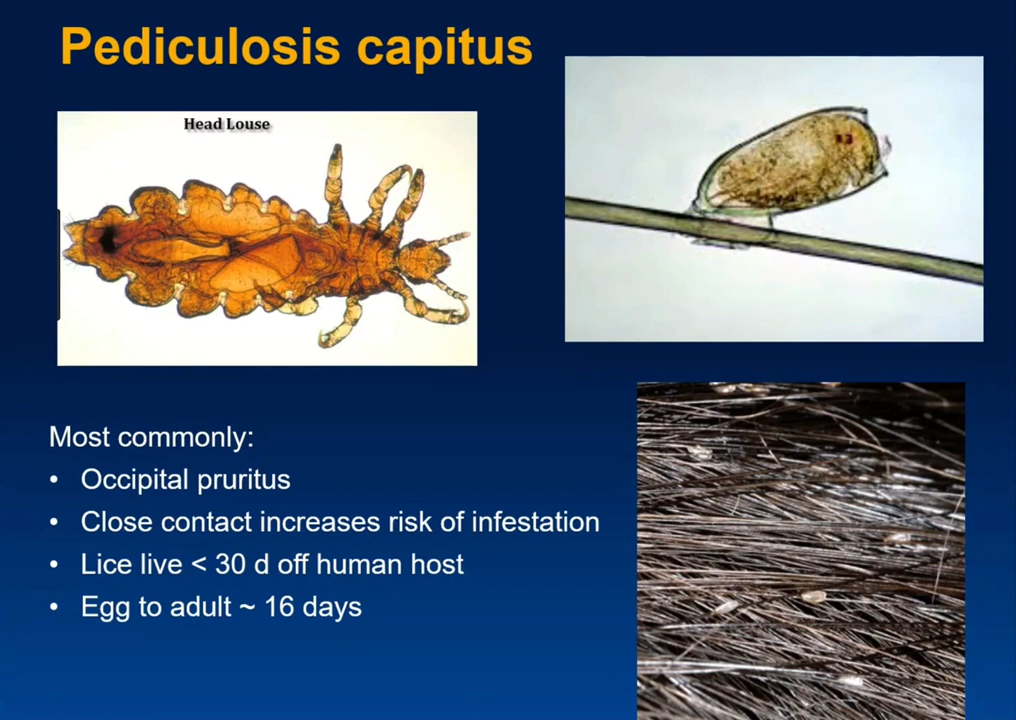 Pediculosis capitus
Head Louse
Most commonly:
• Occipital pruritus
• Close contact increases risk of infestation
• Lice live < 30 d off human host
• Egg to adult ~ 16 days